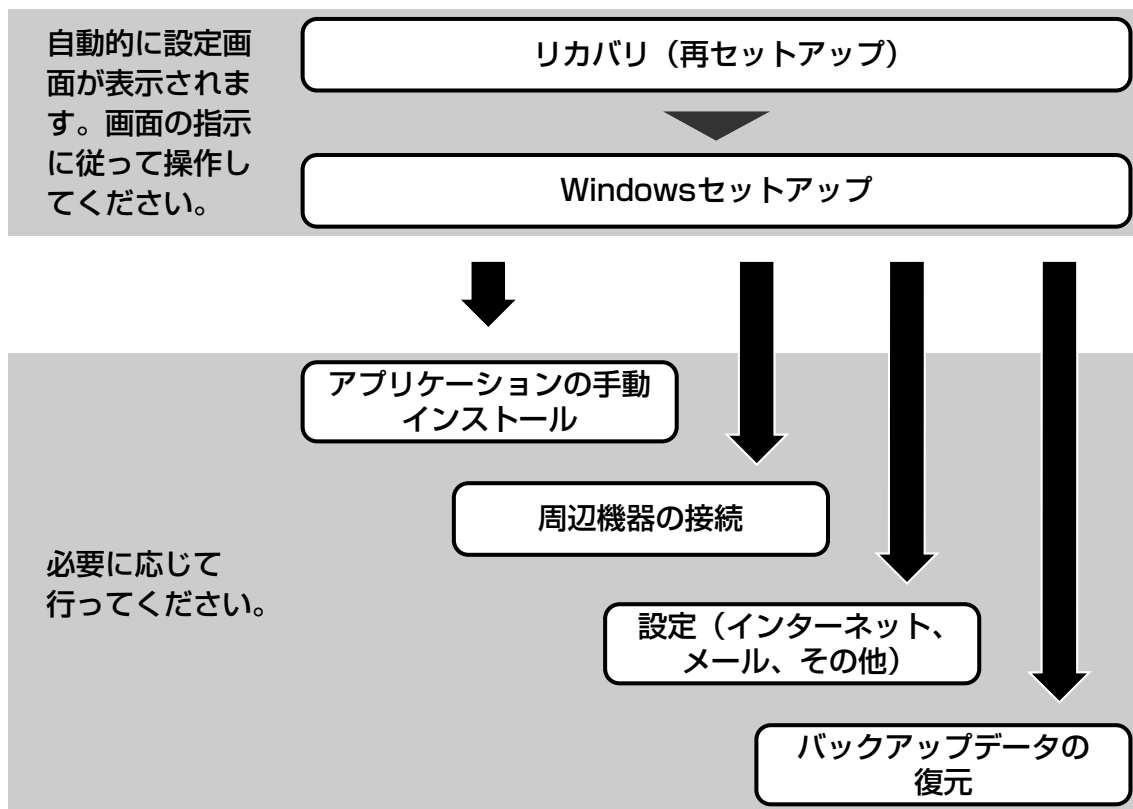 自動的に設定画
面が表示されま
す。画面の指示
に従って操作し
てください。
リカバリ（再セットアップ）
Windowsセットアップ
アプリケーションの手動
インストール
周辺機器の接続
必要に応じて
行ってください。
設定（インターネット、
メール、その他）
バックアップデータの
復元